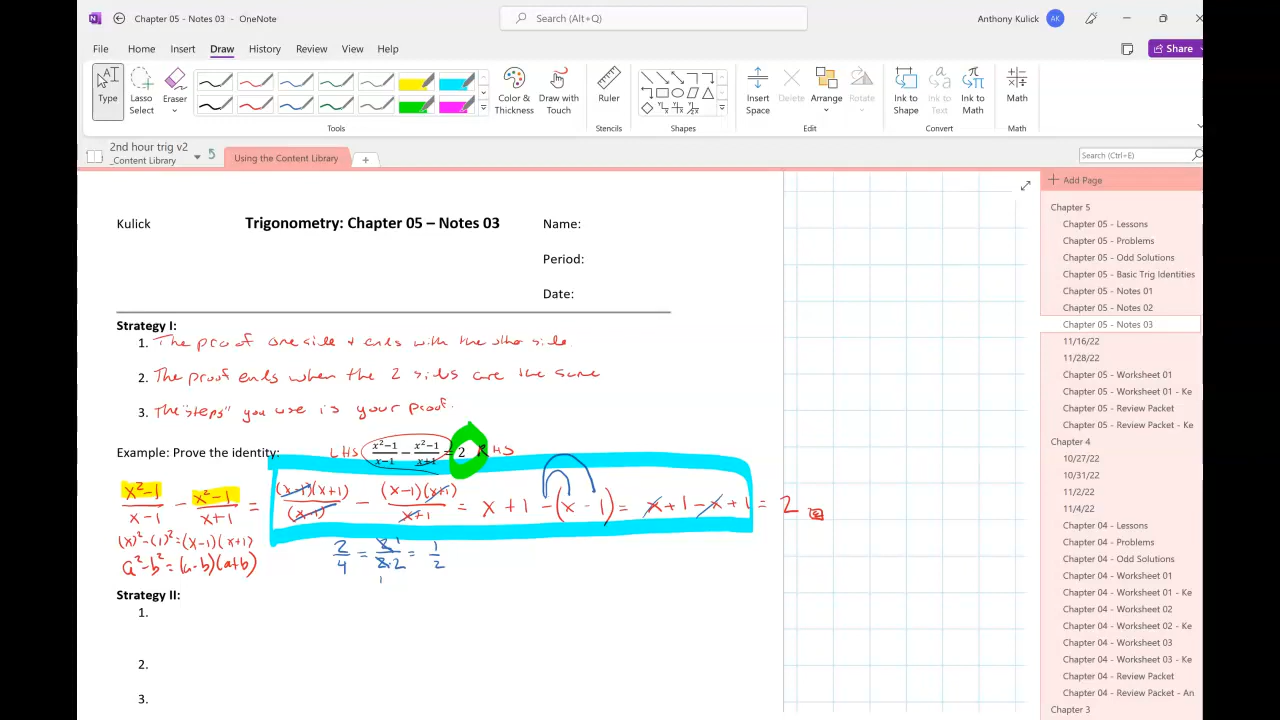 Chapter 05 - Notes 03 - OneNote
Search (Alt+Q)
Anthony Kulick
AK
File Home Insert Draw History Review View Help
Share
Type
Lasso Select
Eraser
Color & Thickness
Draw with Touch
Ruler
Insert Space
Delete
Arrange
Rotate
Ink to Shape
Ink to Text
Ink to Math
Math
Tools
Stencils
Shapes
Edit
Convert
Math
2nd hour trig v2
_Content Library
Using the Content Library
+
Search (Ctrl+E)
Add Page
Kulick
Trigonometry: Chapter 05 – Notes 03
Name:
Period:
Date:
Strategy I:
1. The proof one side + ends with the other side.
2. The proof ends when the 2 sides are the same
3. The "steps" you use is your proof.
Example: Prove the identity: LHS x²−1/x−1 − x²−1/x+1 = 2 RHS
x²-1/x-1 - x²-1/x+1 = (x-1)(x+1)/(x-1) - (x-1)(x+1)/x+1 = x+1 -(x-1) = x+1-x+1 = 2
(x)²-(1)²=(x-1)(x+1)
a²-b²=(a-b)(a+b)
2/4 = 2·1/2·2 = 1/2
Strategy II:
1.
2.
3.
Chapter 5
Chapter 05 - Lessons
Chapter 05 - Problems
Chapter 05 - Odd Solutions
Chapter 05 - Basic Trig Identities
Chapter 05 - Notes 01
Chapter 05 - Notes 02
Chapter 05 - Notes 03
11/16/22
11/28/22
Chapter 05 - Worksheet 01
Chapter 05 - Worksheet 01 - Ke
Chapter 05 - Review Packet
Chapter 05 - Review Packet - Ke
Chapter 4
10/27/22
10/31/22
11/2/22
11/4/22
Chapter 04 - Lessons
Chapter 04 - Problems
Chapter 04 - Odd Solutions
Chapter 04 - Worksheet 01
Chapter 04 - Worksheet 01 - Ke
Chapter 04 - Worksheet 02
Chapter 04 - Worksheet 02 - Ke
Chapter 04 - Worksheet 03
Chapter 04 - Worksheet 03 - Ke
Chapter 04 - Review Packet
Chapter 04 - Review Packet - An
Chapter 3